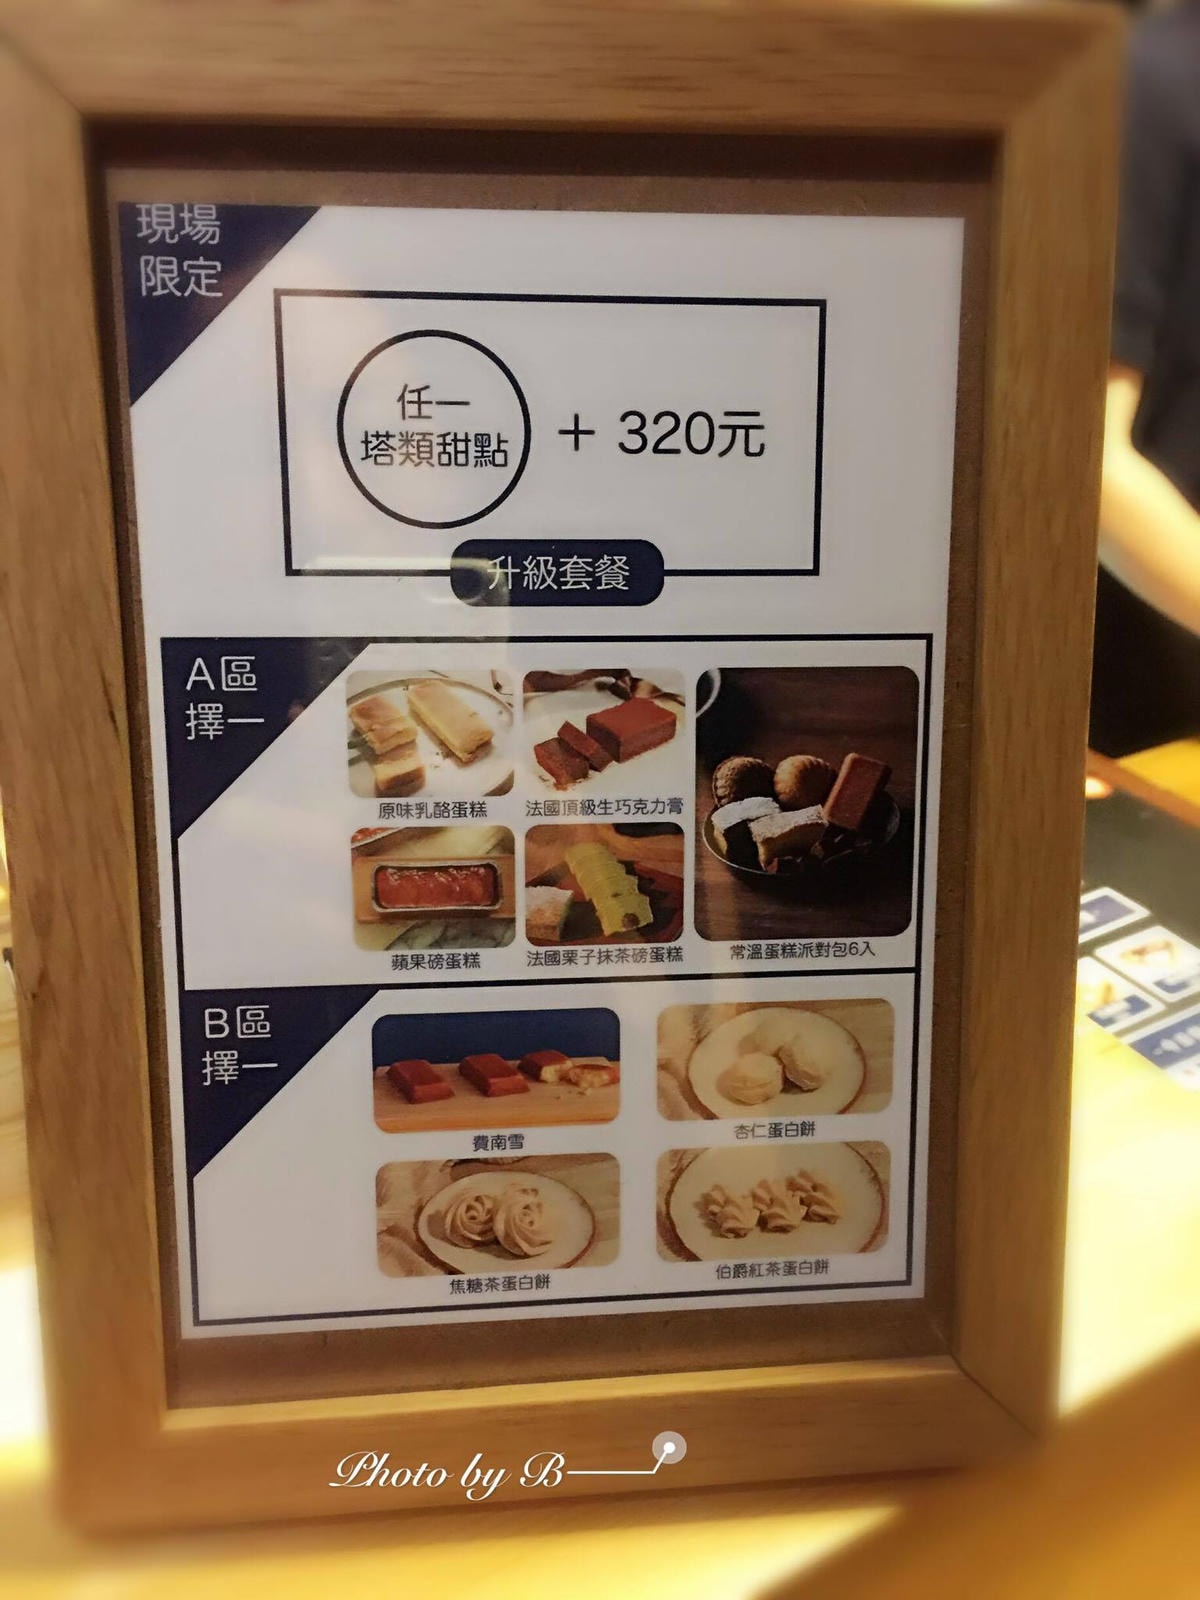 現場
限定
任一
塔類甜點
+ 320元
升級套餐
A區
擇一
原味乳酪蛋糕
法國頂級生巧克力膏
蘋果磅蛋糕
法國栗子抹茶磅蛋糕
常溫蛋糕派對包6入
B區
擇一
費南雪
杏仁蛋白餅
焦糖茶蛋白餅
伯爵紅茶蛋白餅
Photo by B